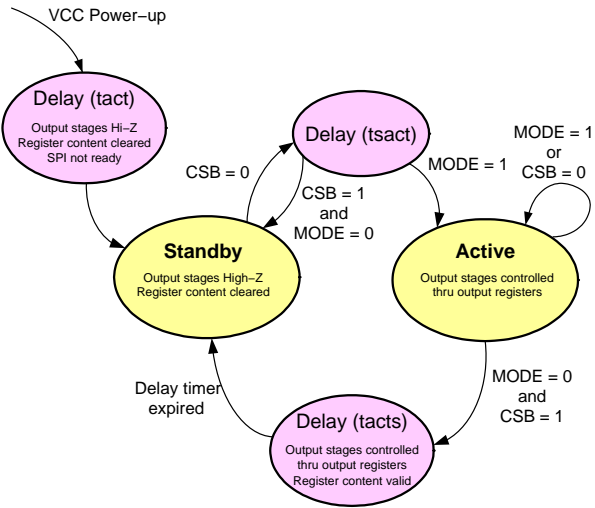 VCC Power−up
Delay (tact)
Output stages Hi−Z
Register content cleared
SPI not ready
Delay (tsact)
CSB = 0
CSB = 1
and
MODE = 0
MODE = 1
MODE = 1
or
CSB = 0
Standby
Output stages High−Z
Register content cleared
Active
Output stages controlled
thru output registers
Delay timer
expired
MODE = 0
and
CSB = 1
Delay (tacts)
Output stages controlled
thru output registers
Register content valid